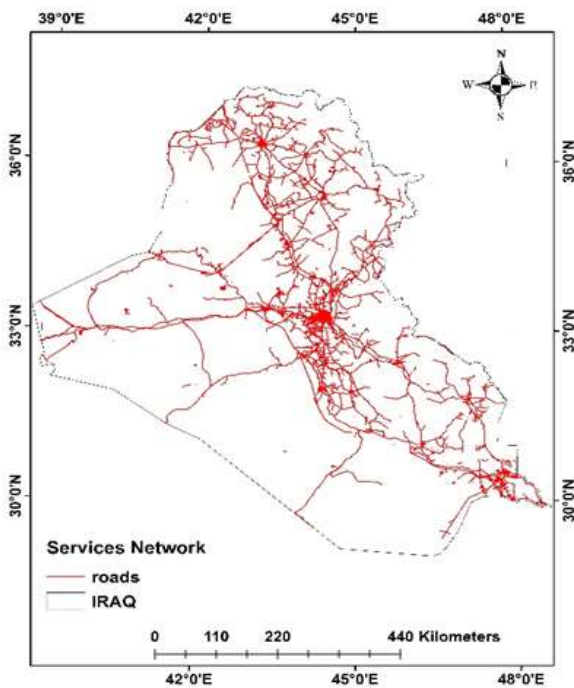 39°0'E 42°0'E 45°0'E 48°0'E
N
W E
S
36°0'N 36°0'N
33°0'N 33°0'N
30°0'N 30°0'N
Services Network
roads
IRAQ
0 110 220 440 Kilometers
42°0'E 45°0'E 48°0'E